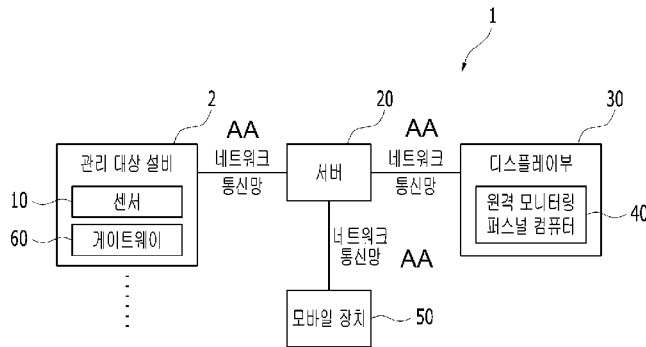 1
2
AA
20
AA
30
관리 대상 설비
네트워크
통신망
서버
네트워크
통신망
디스플레이부
10
센서
원격 모니터링
퍼스널 컴퓨터
40
60
게이트웨이
네트워크
통신망
AA
모바일 장치
50